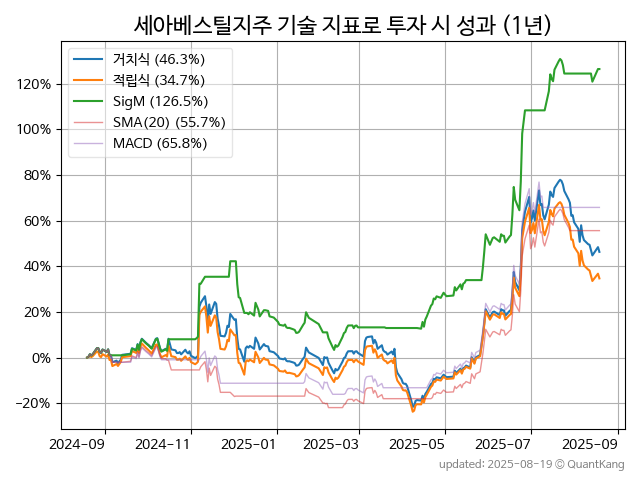 세아베스틸지주 기술 지표로 투자 시 성과 (1년)
거치식 (46.3%)
적립식 (34.7%)
SigM (126.5%)
SMA(20) (55.7%)
MACD (65.8%)
120%
100%
80%
60%
40%
20%
0%
−20%
2024-09 2024-11 2025-01 2025-03 2025-05 2025-07 2025-09
updated: 2025-08-19 © QuantKang